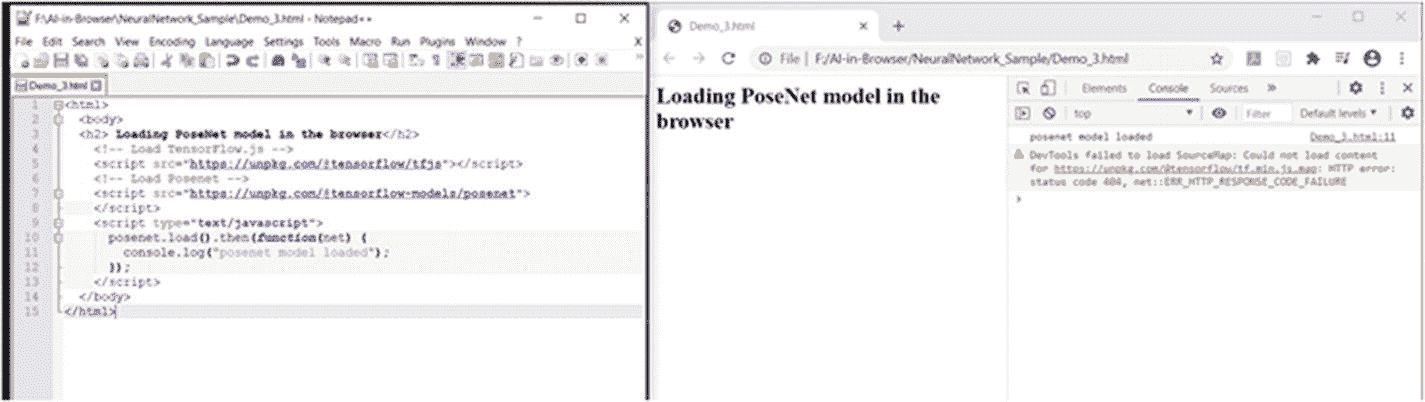 F:\AI-in-Browser\NeuralNetwork_Sample\Demo_3.html - Notepad++
File Edit Search View Encoding Language Settings Tools Macro Run Plugins Window ? X
Demo_3.html
1 <html>
2 <body>
3 <h2> Loading PoseNet model in the browser</h2>
4 <!-- Load TensorFlow.js -->
5 <script src="https://unpkg.com/@tensorflow/tfjs"></script>
6 <!-- Load Posenet -->
7 <script src="https://unpkg.com/@tensorflow-models/posenet">
8 </script>
9 <script type="text/javascript">
10 posenet.load().then(function(net) {
11 console.log("posenet model loaded");
12 });
13 </script>
14 </body>
15 </html>
Demo_3.html
File | F:/AI-in-Browser/NeuralNetwork_Sample/Demo_3.html
Loading PoseNet model in the
browser
Elements Console Sources »
top Filter Default levels
posenet model loaded Demo_3.html:11
DevTools failed to load SourceMap: Could not load content
for https://unpkg.com/@tensorflow/tf.min.js.map: HTTP error:
status code 404, net::ERR_HTTP_RESPONSE_CODE_FAILURE